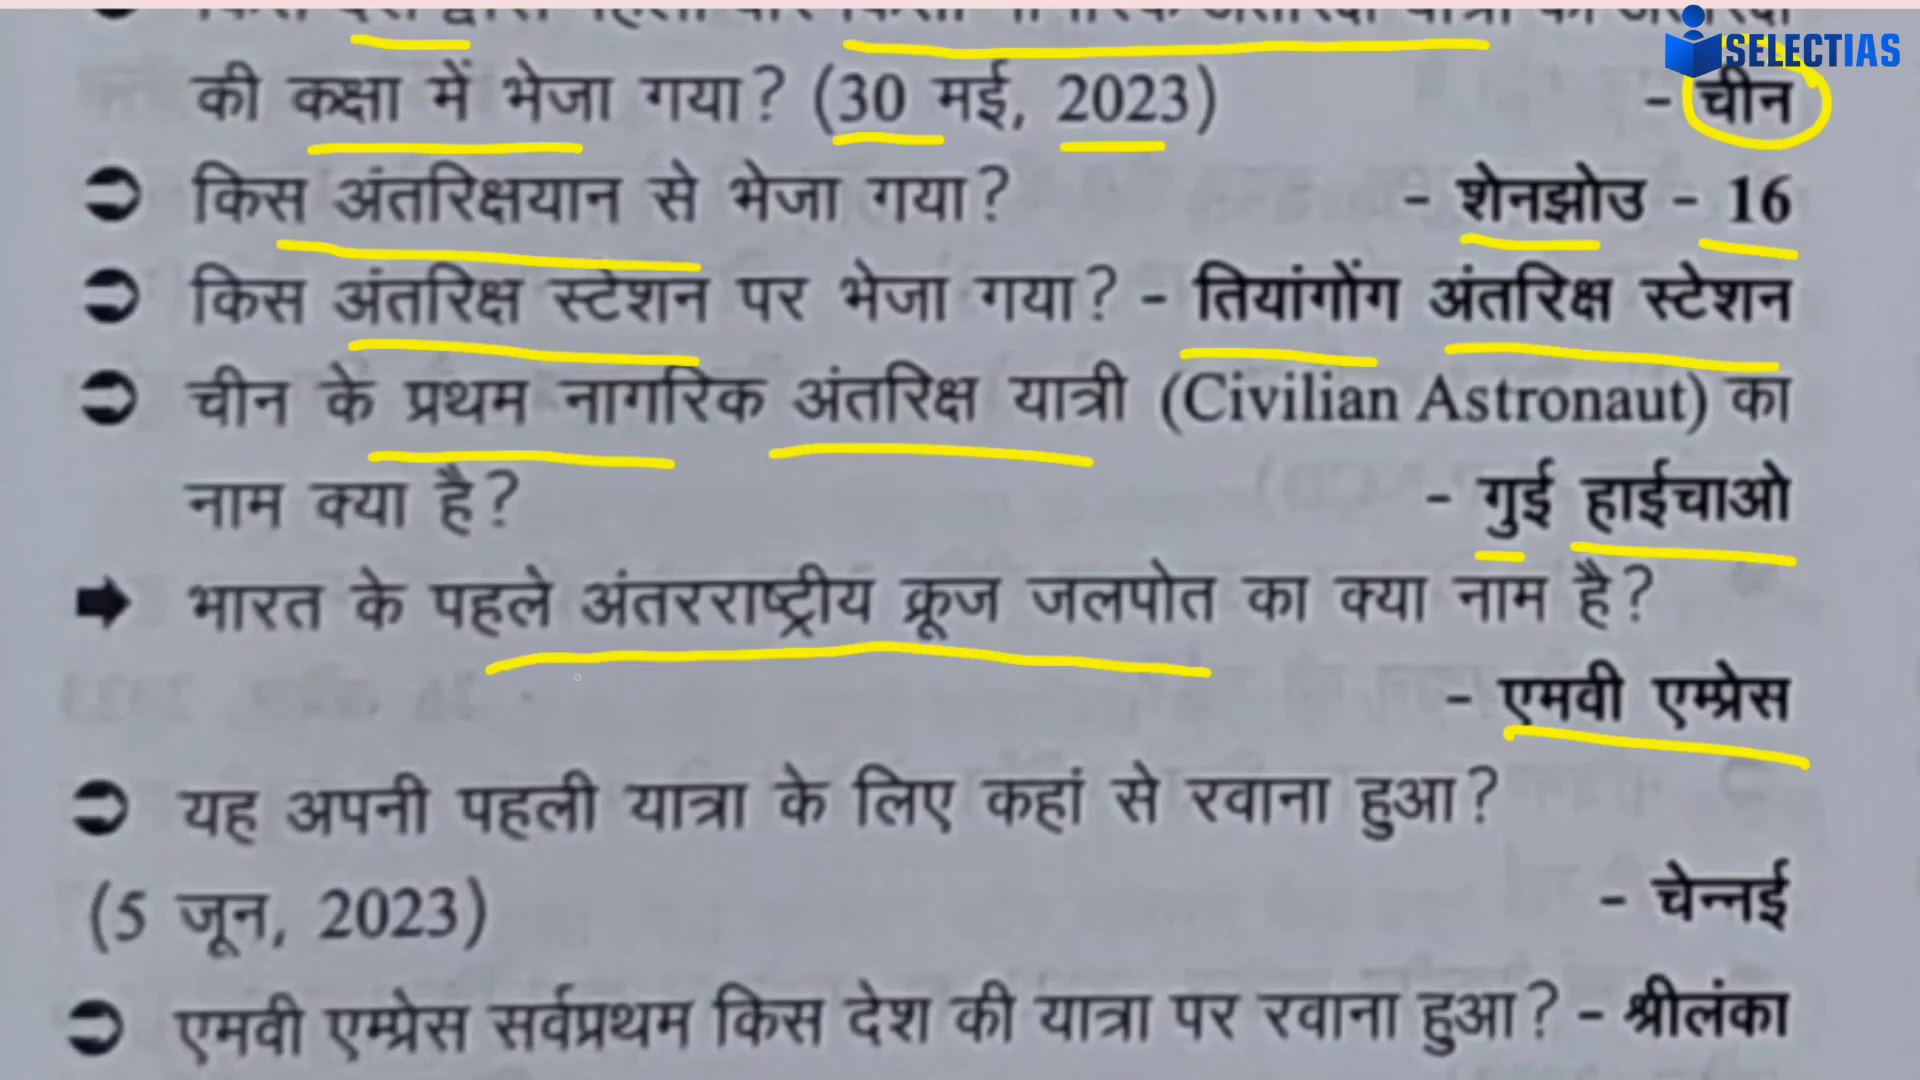 SELECTIAS
की कक्षा में भेजा गया? (30 मई, 2023) - चीन
➲ किस अंतरिक्षयान से भेजा गया? - शेनझोउ - 16
➲ किस अंतरिक्ष स्टेशन पर भेजा गया? - तियांगोंग अंतरिक्ष स्टेशन
➲ चीन के प्रथम नागरिक अंतरिक्ष यात्री (Civilian Astronaut) का
नाम क्या है? - गुई हाईचाओ
➡ भारत के पहले अंतरराष्ट्रीय क्रूज जलपोत का क्या नाम है?
- एमवी एम्प्रेस
➲ यह अपनी पहली यात्रा के लिए कहां से रवाना हुआ?
(5 जून, 2023) - चेन्नई
➲ एमवी एम्प्रेस सर्वप्रथम किस देश की यात्रा पर रवाना हुआ? - श्रीलंका